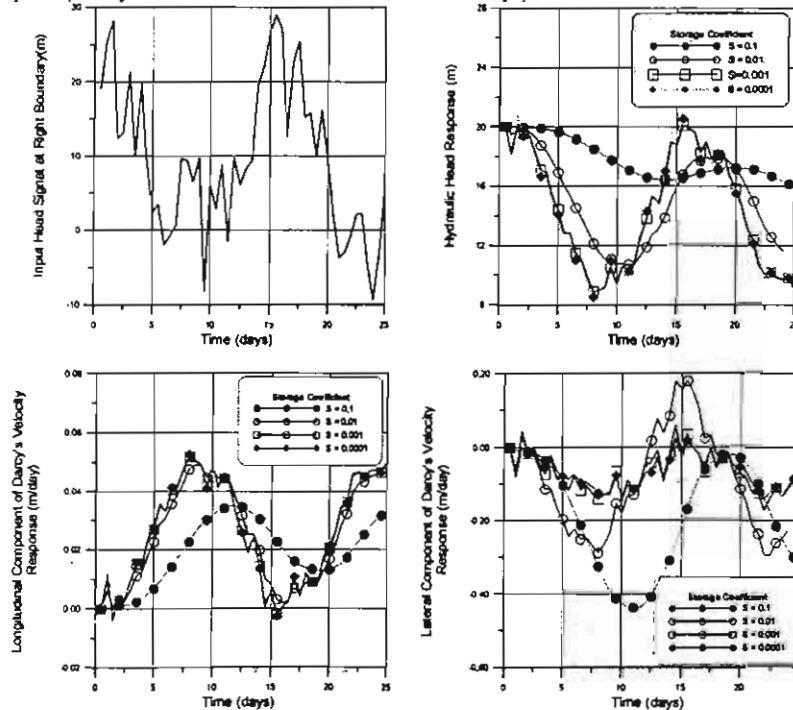 Input Head Signal at Right Boundary(m)
30
20
10
0
-10
0
5
10
15
20
25
Time (days)
Hydraulic Head Response (m)
28
24
20
16
12
8
0
5
10
15
20
25
Time (days)
Storage Coefficient
S = 0.1
S = 0.01
S=0.001
S = 0.0001
Longitudinal Component of Darcy's Velocity
Response (m/day)
0.08
0.06
0.04
0.02
0.00
-0.02
0
5
10
15
20
25
Time (days)
Storage Coefficient
S = 0.1
S = 0.01
S = 0.001
S = 0.0001
Lateral Component of Darcy's Velocity
Response (m/day)
0.20
0.00
-0.20
-0.40
-0.60
0
5
10
15
20
25
Time (days)
Storage Coefficient
S = 0.1
S = 0.01
S = 0.001
S = 0.0001